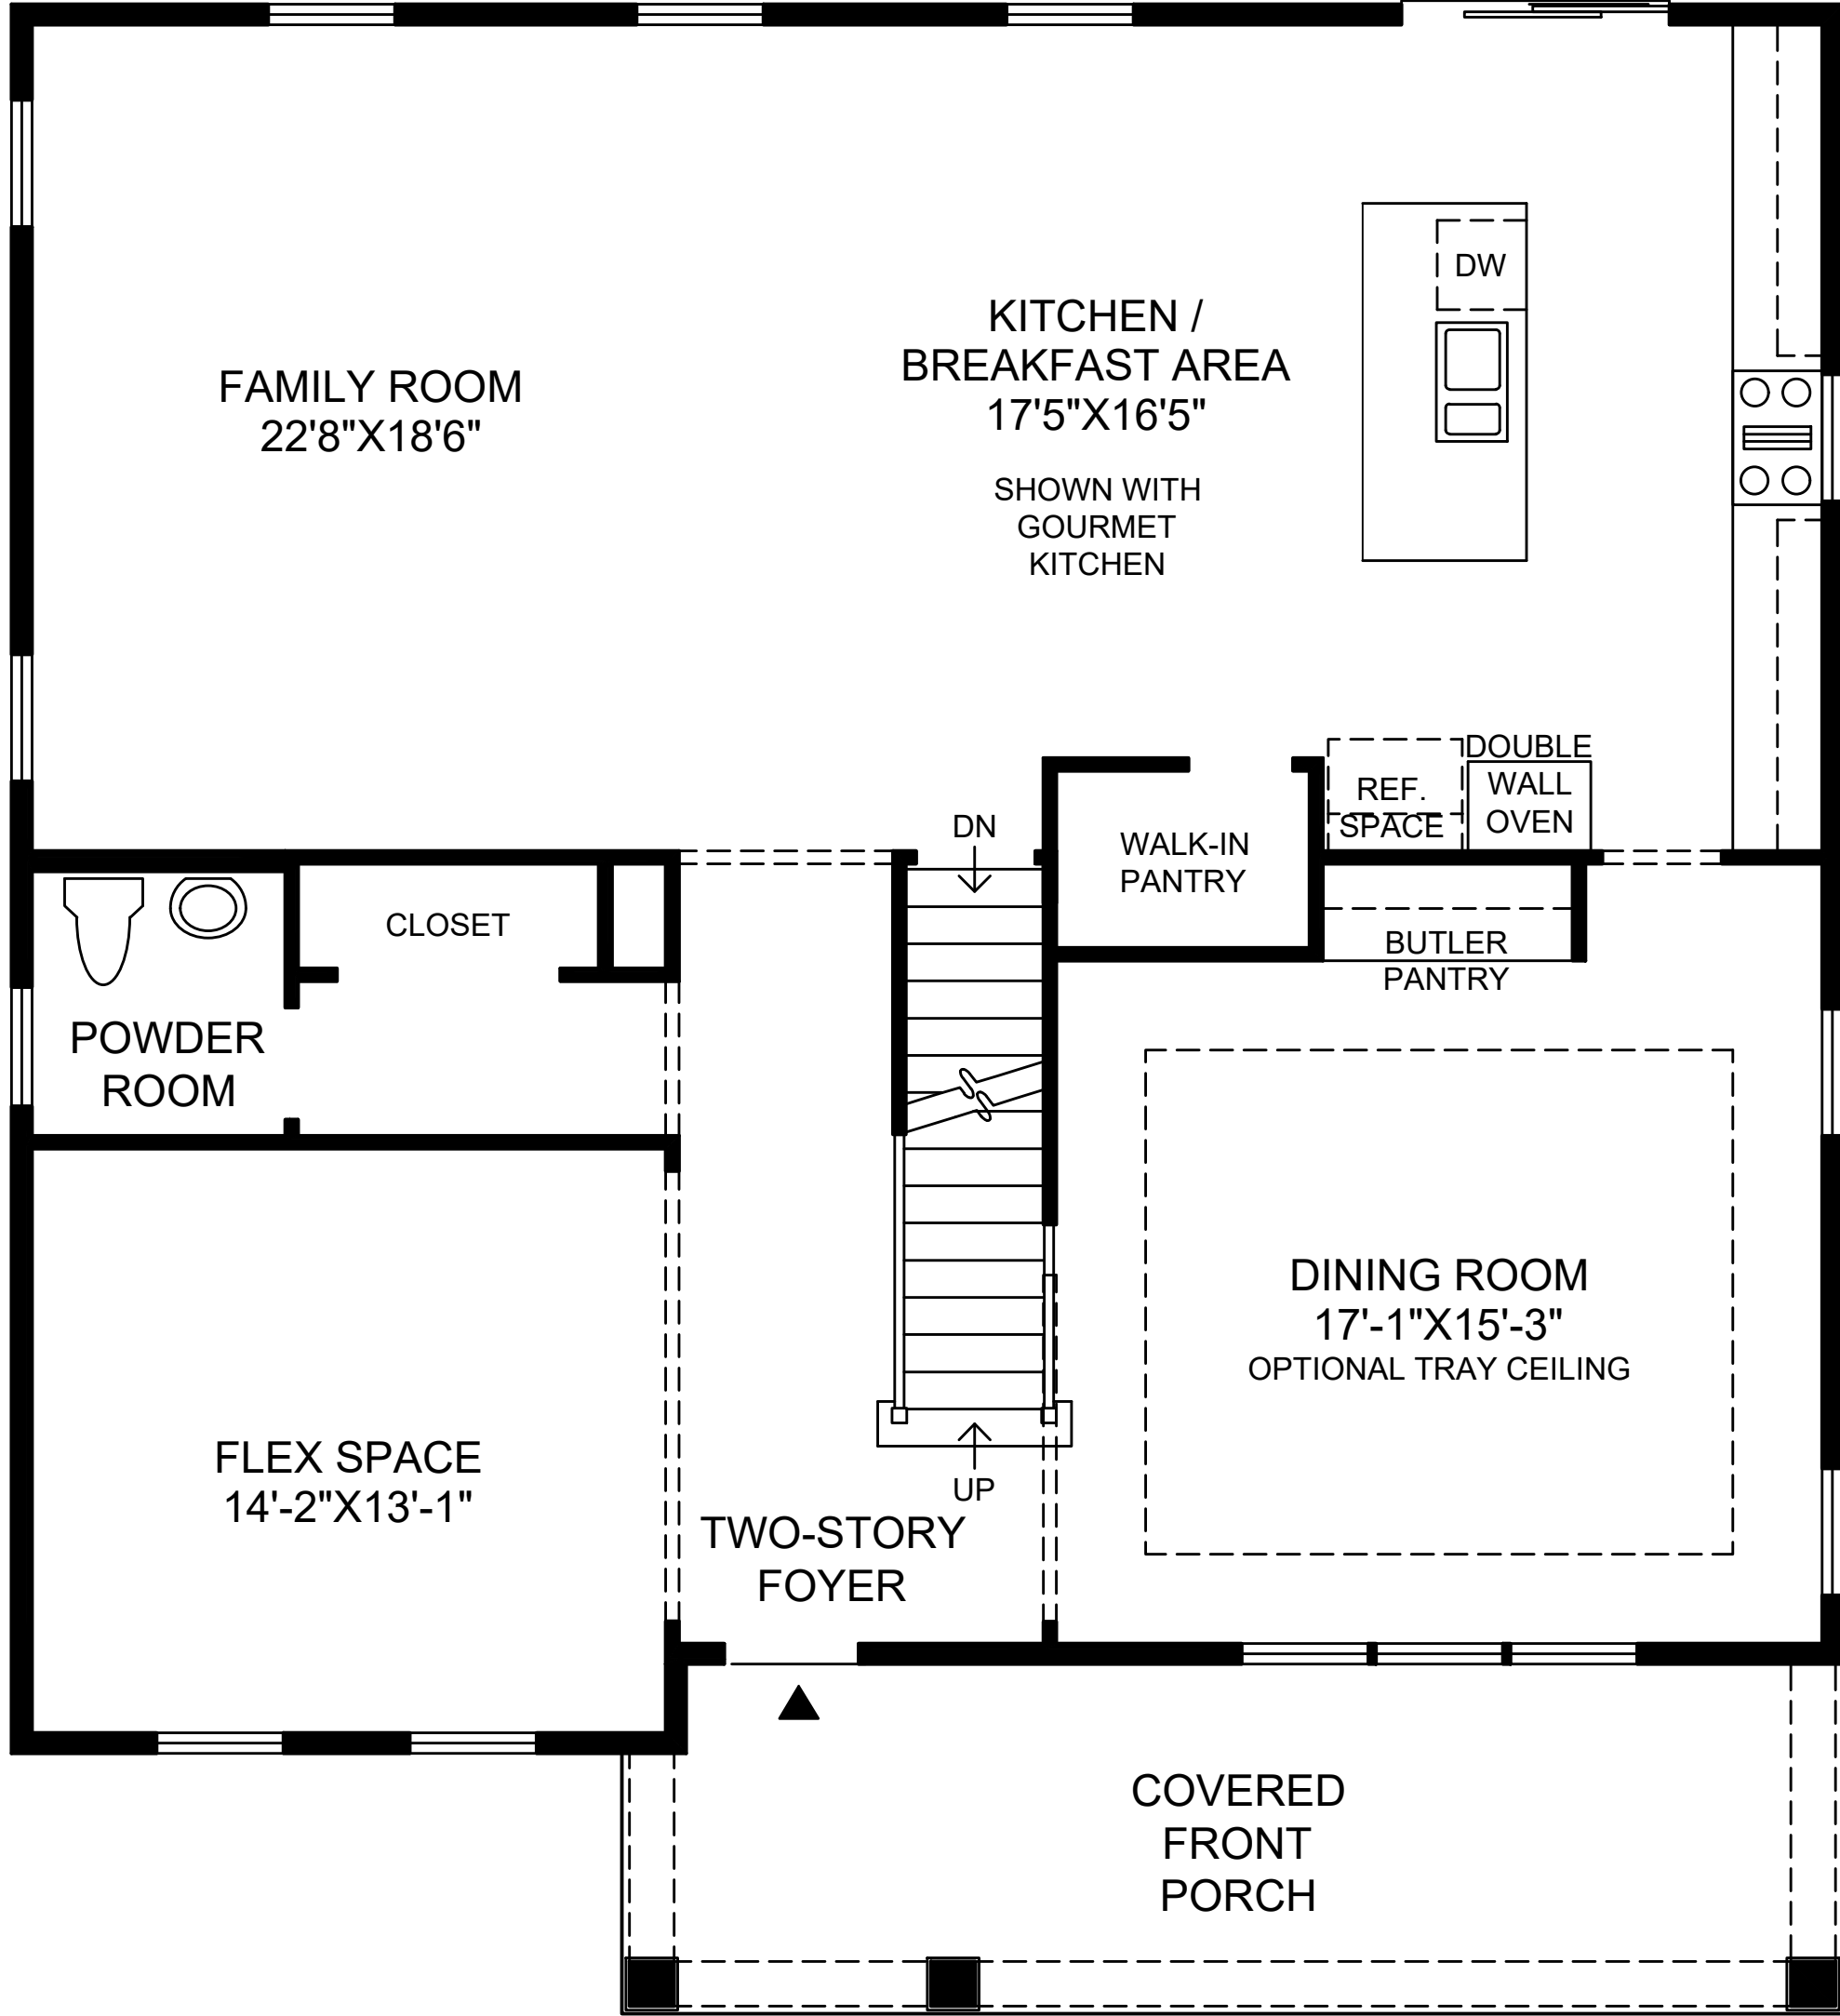 FAMILY ROOM
22'8"X18'6"
KITCHEN /
BREAKFAST AREA
17'5"X16'5"
SHOWN WITH
GOURMET
KITCHEN
DW
DOUBLE
WALL
OVEN
REF.
SPACE
WALK-IN
PANTRY
DN
CLOSET
BUTLER
PANTRY
POWDER
ROOM
DINING ROOM
17'-1"X15'-3"
OPTIONAL TRAY CEILING
FLEX SPACE
14'-2"X13'-1"
UP
TWO-STORY
FOYER
COVERED
FRONT
PORCH